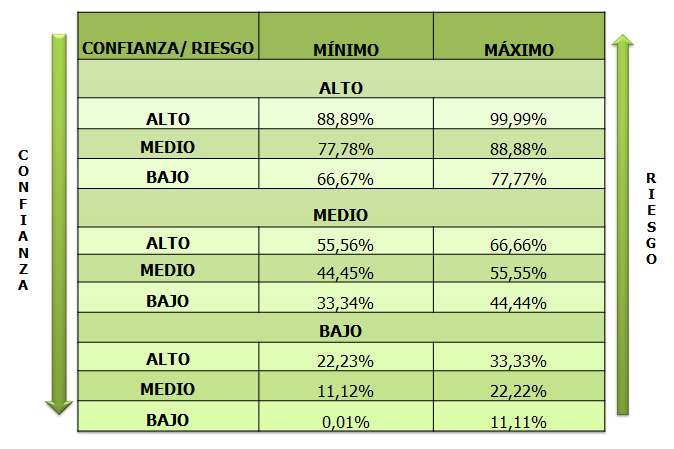 CONFIANZA/ RIESGO MÍNIMO MÁXIMO
ALTO
ALTO 88,89% 99,99%
MEDIO 77,78% 88,88%
BAJO 66,67% 77,77%
MEDIO
ALTO 55,56% 66,66%
MEDIO 44,45% 55,55%
BAJO 33,34% 44,44%
BAJO
ALTO 22,23% 33,33%
MEDIO 11,12% 22,22%
BAJO 0,01% 11,11%
CONFIANZA
RIESGO